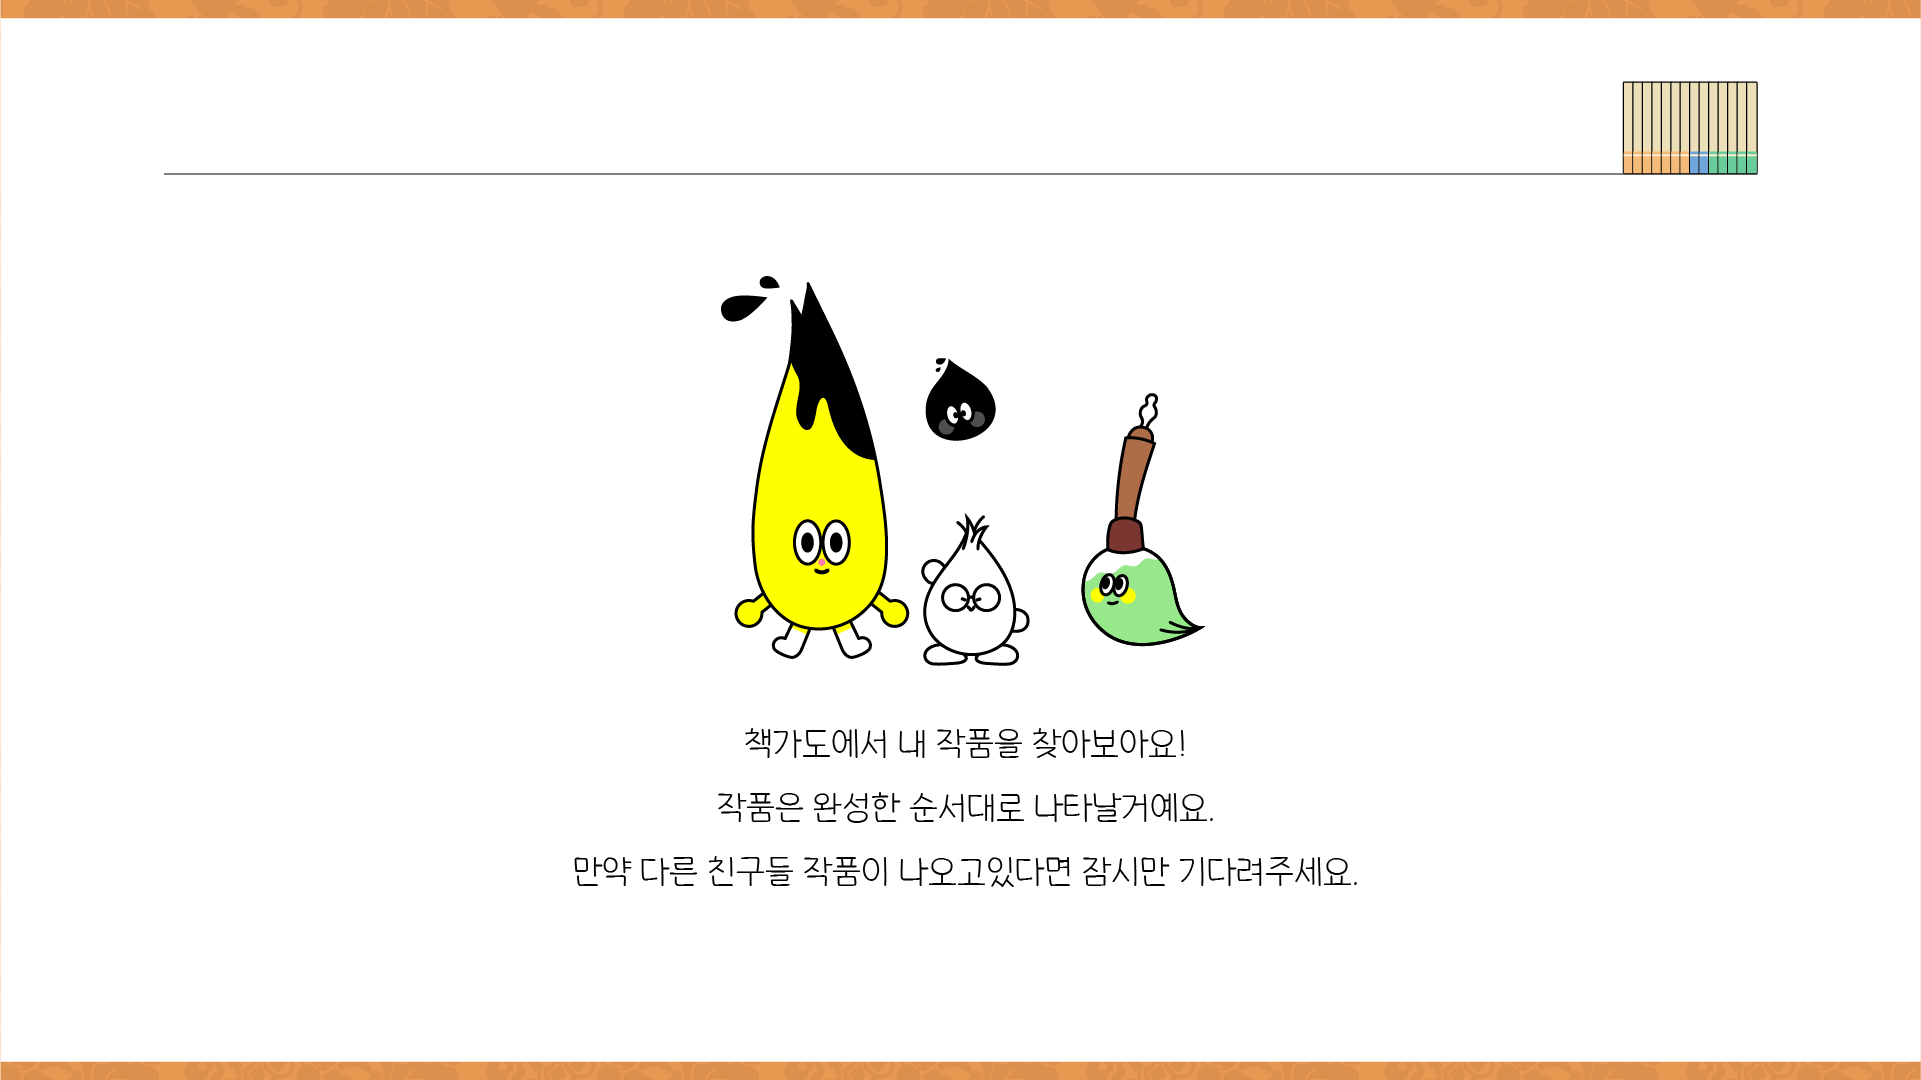 책가도에서 내 작품을 찾아보아요!
작품은 완성한 순서대로 나타날거예요.
만약 다른 친구들 작품이 나오고있다면 잠시만 기다려주세요.